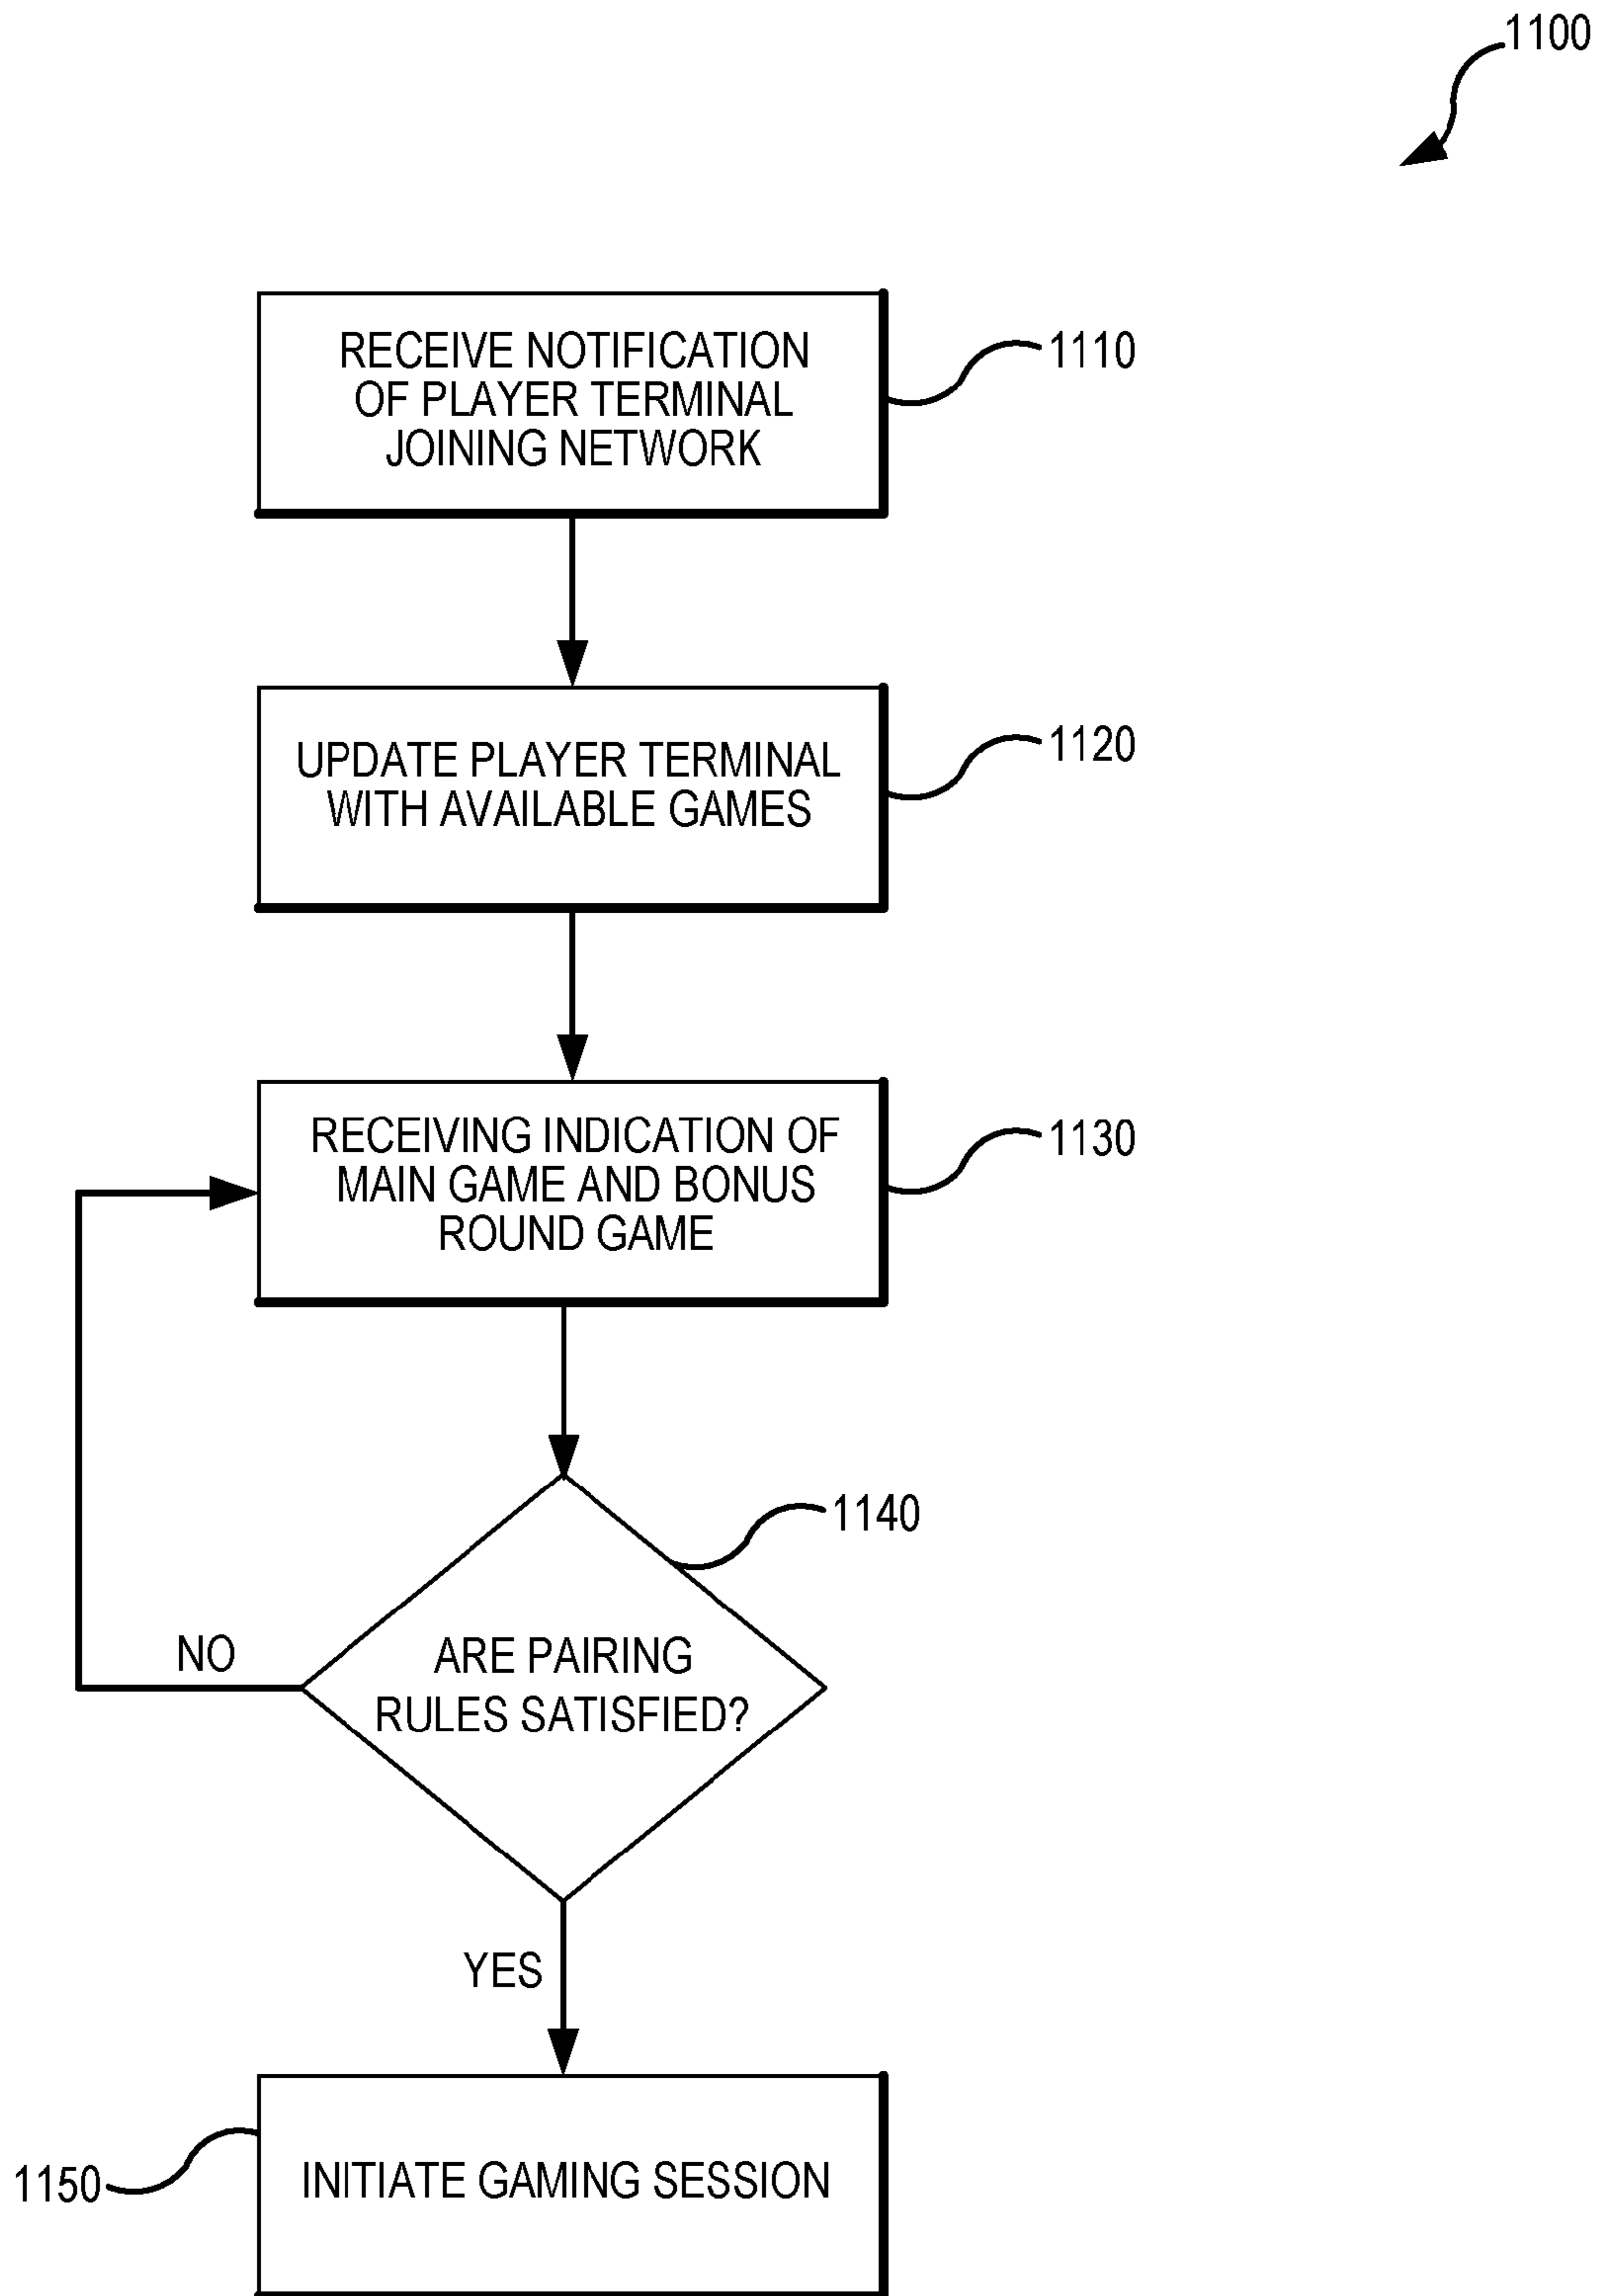 1100
RECEIVE NOTIFICATION
OF PLAYER TERMINAL
JOINING NETWORK
1110
UPDATE PLAYER TERMINAL
WITH AVAILABLE GAMES
1120
RECEIVING INDICATION OF
MAIN GAME AND BONUS
ROUND GAME
1130
1140
ARE PAIRING
RULES SATISFIED?
NO
YES
1150
INITIATE GAMING SESSION